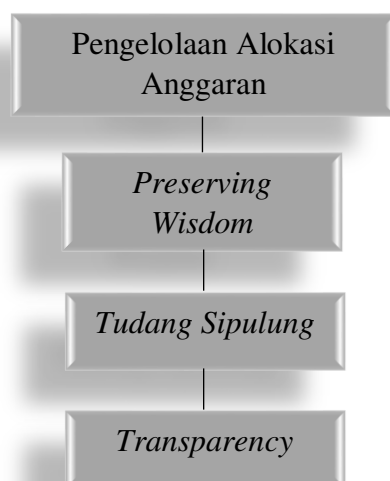 Pengelolaan Alokasi
Anggaran
Preserving
Wisdom
Tudang Sipulung
Transparency